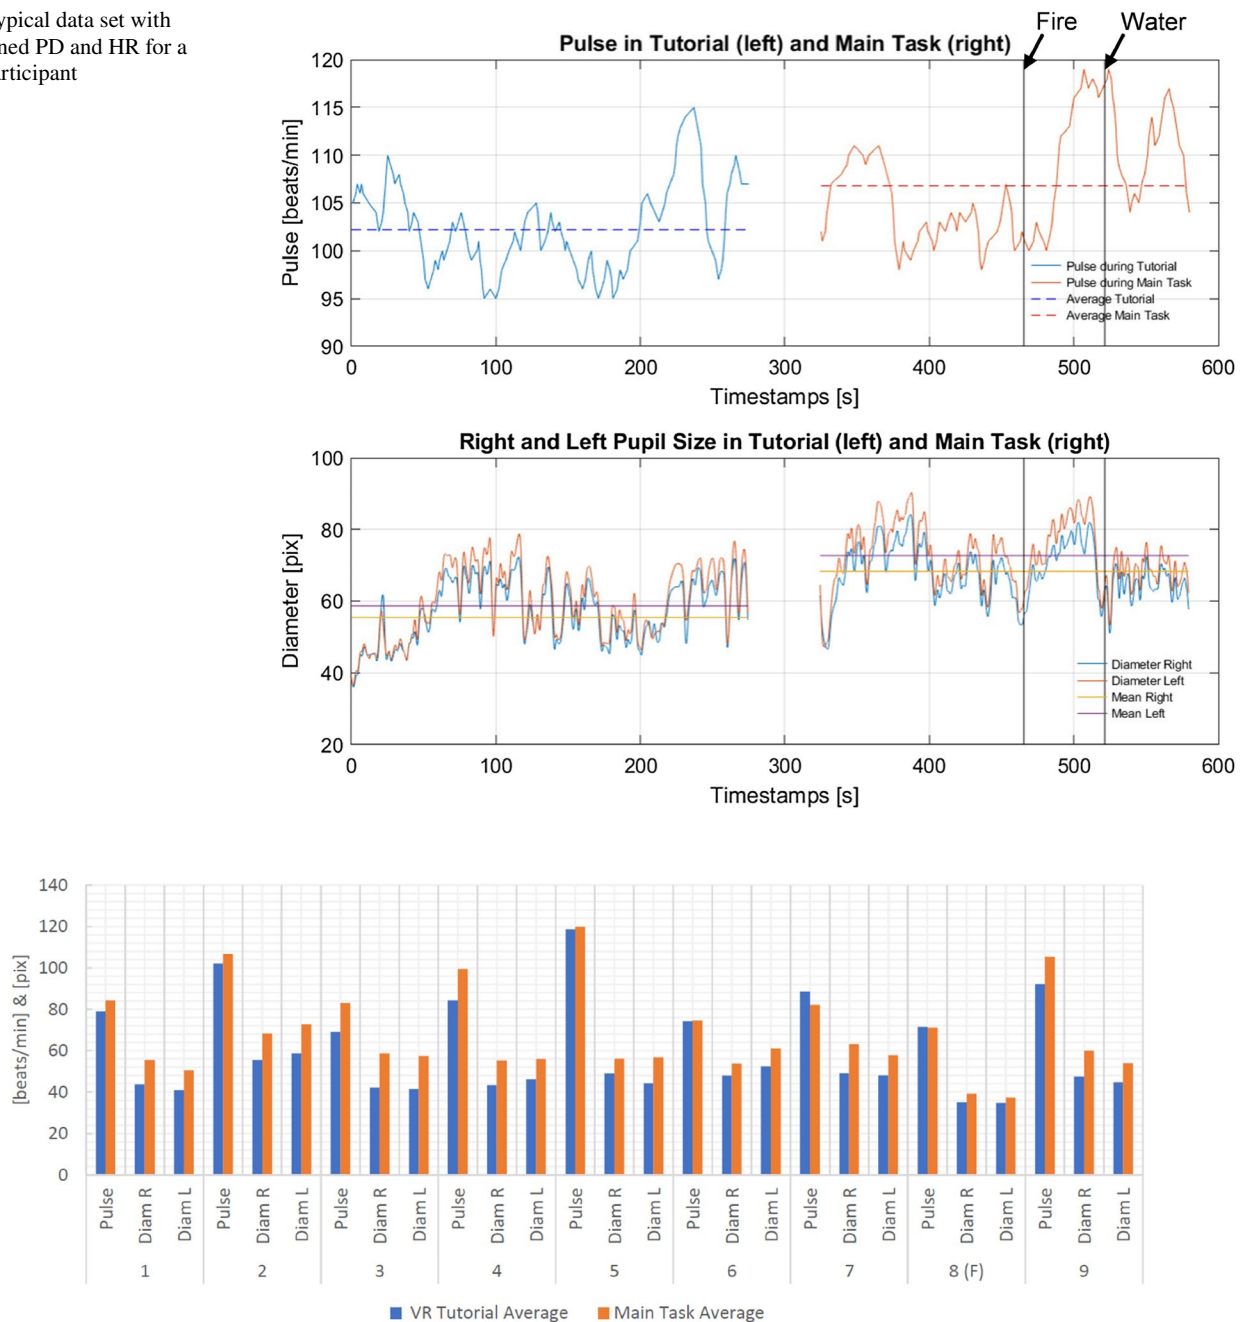 ypical data set with
ned PD and HR for a
articipant
Fire Water
Pulse in Tutorial (left) and Main Task (right)
120
115
110
105
100
95
90
Pulse [beats/min]
Pulse during Tutorial
Pulse during Main Task
Average Tutorial
Average Main Task
0 100 200 300 400 500 600
Timestamps [s]
Right and Left Pupil Size in Tutorial (left) and Main Task (right)
100
80
60
40
20
Diameter [pix]
Diameter Right
Diameter Left
Mean Right
Mean Left
0 100 200 300 400 500 600
Timestamps [s]
140
120
100
80
60
40
20
0
[beats/min] & [pix]
Pulse Diam R Diam L Pulse Diam R Diam L Pulse Diam R Diam L Pulse Diam R Diam L Pulse Diam R Diam L Pulse Diam R Diam L Pulse Diam R Diam L Pulse Diam R Diam L Pulse Diam R Diam L
1 2 3 4 5 6 7 8 (F) 9
VR Tutorial Average Main Task Average